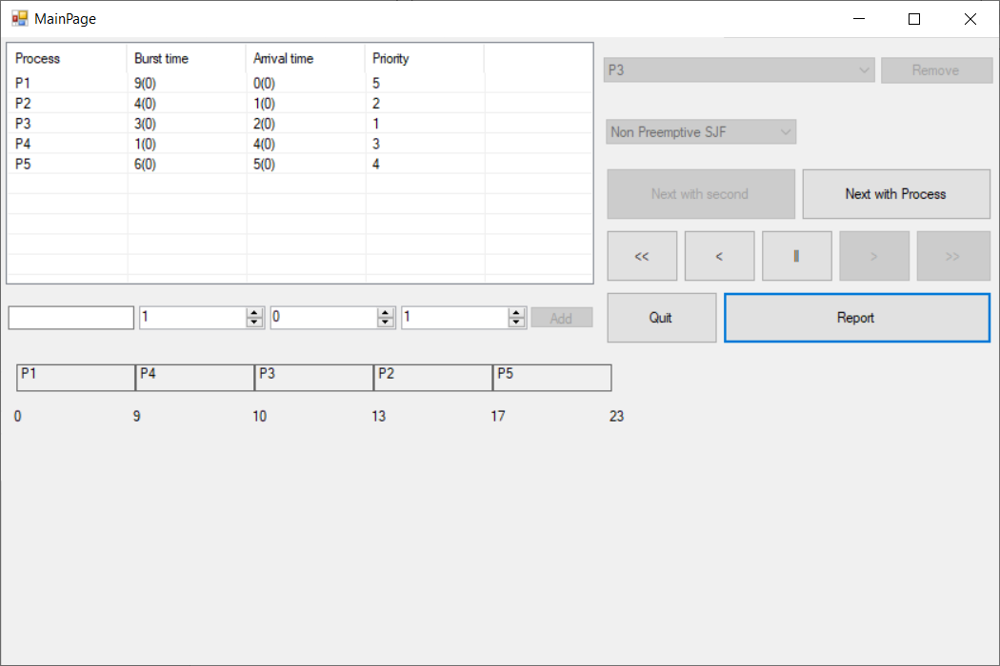 MainPage
Process Burst time Arrival time Priority
P1 9(0) 0(0) 5
P2 4(0) 1(0) 2
P3 3(0) 2(0) 1
P4 1(0) 4(0) 3
P5 6(0) 5(0) 4
P3 Remove
Non Preemptive SJF
Next with second Next with Process
<< < || > >>
1 0 1 Add
Quit Report
P1 P4 P3 P2 P5
0 9 10 13 17 23